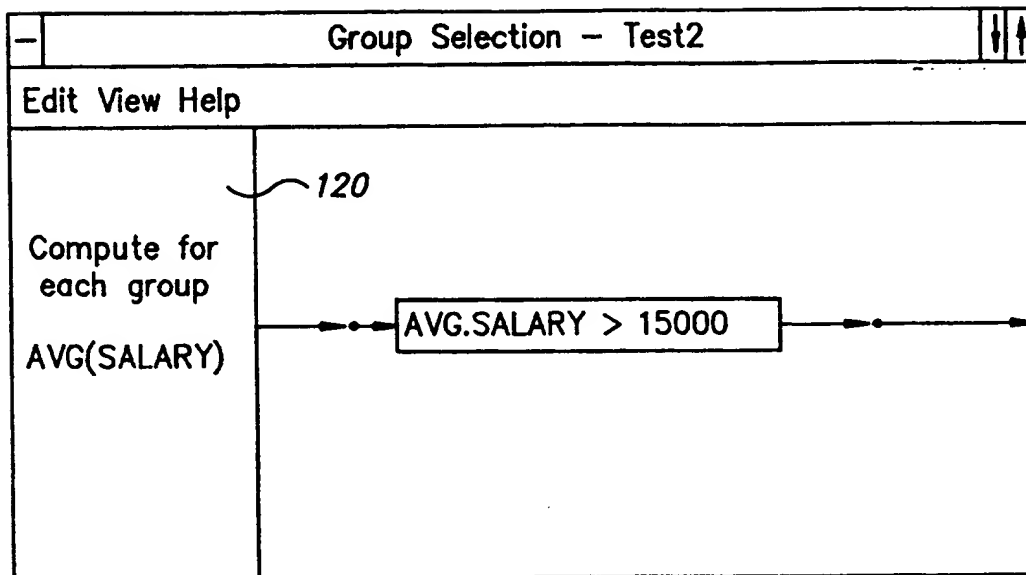 Group Selection - Test2
Edit View Help
120
Compute for
each group
AVG(SALARY)
AVG.SALARY > 15000